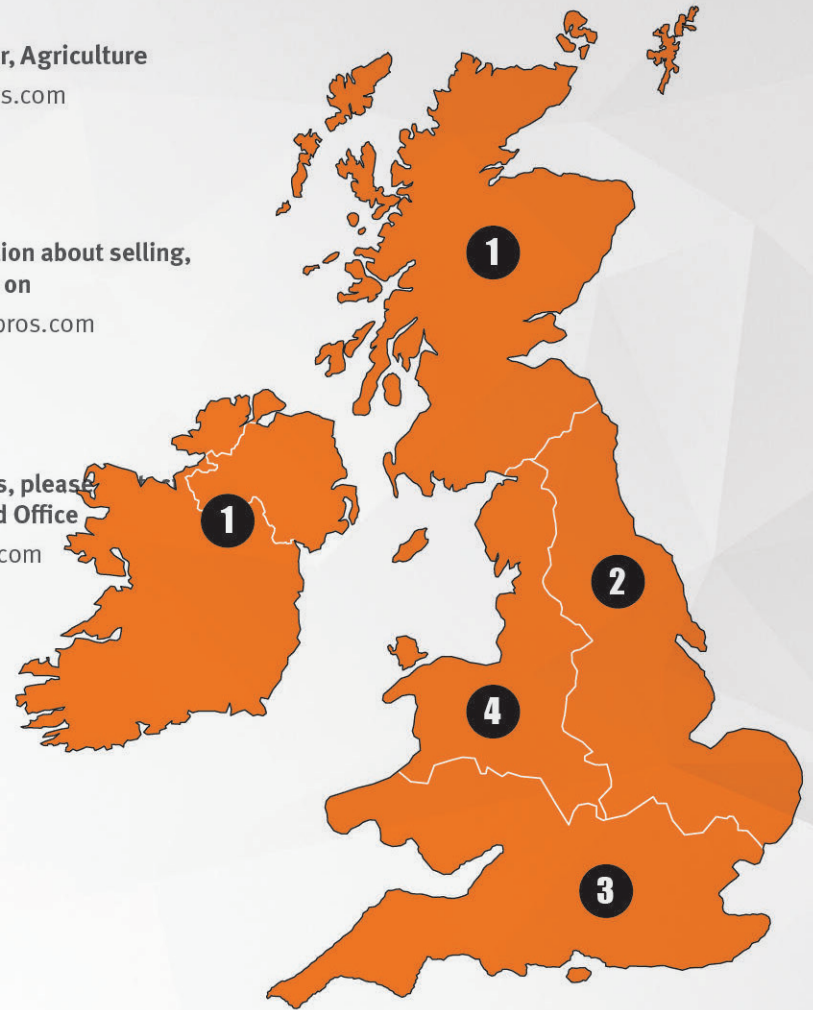 r, Agriculture
s.com
ion about selling,
on
pros.com
s, please
d Office
com
1
1
2
4
3